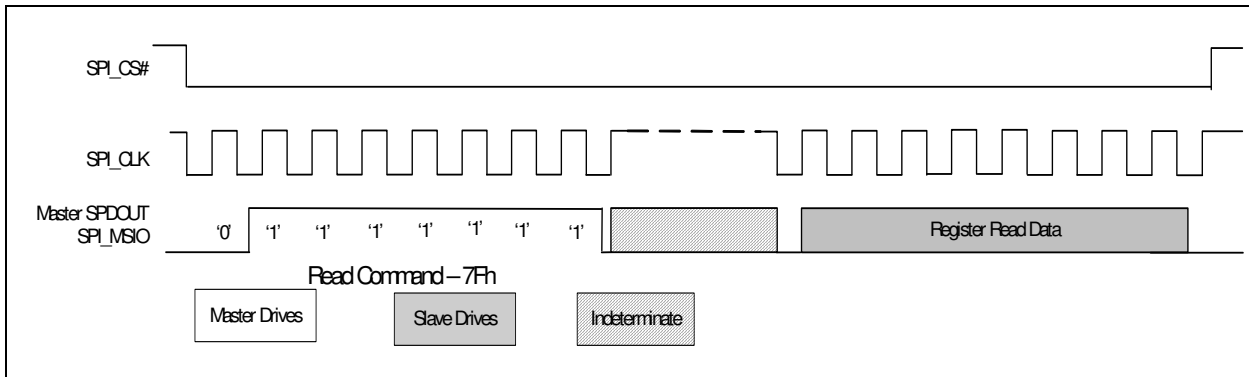 SPI_CS#
SPI_CLK
Master SPDOUT
SPI_MSIO
‘0’ ‘1’ ‘1’ ‘1’ ‘1’ ‘1’ ‘1’ ‘1’
Register Read Data
Read Command – 7Fh
Master Drives
Slave Drives
Indeterminate